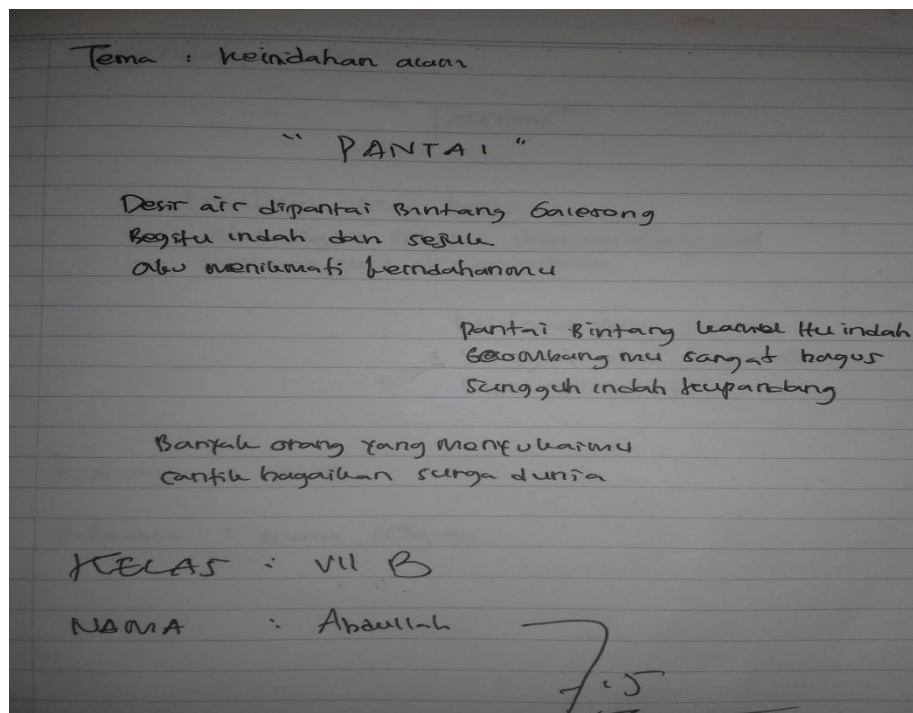 Tema : Keindahan alam
" PANTAI "
Desir air dipantai Bintang Galesong
Begitu indah dan sejuk
aku menikmati keindahanmu
pantai Bintang kamu itu indah
Gelombang mu sangat bagus
Sungguh indah kupandang
Banyak orang yang menyukaimu
cantik bagaikan surga dunia
KELAS : VII B
NAMA : Abdullah
7.5